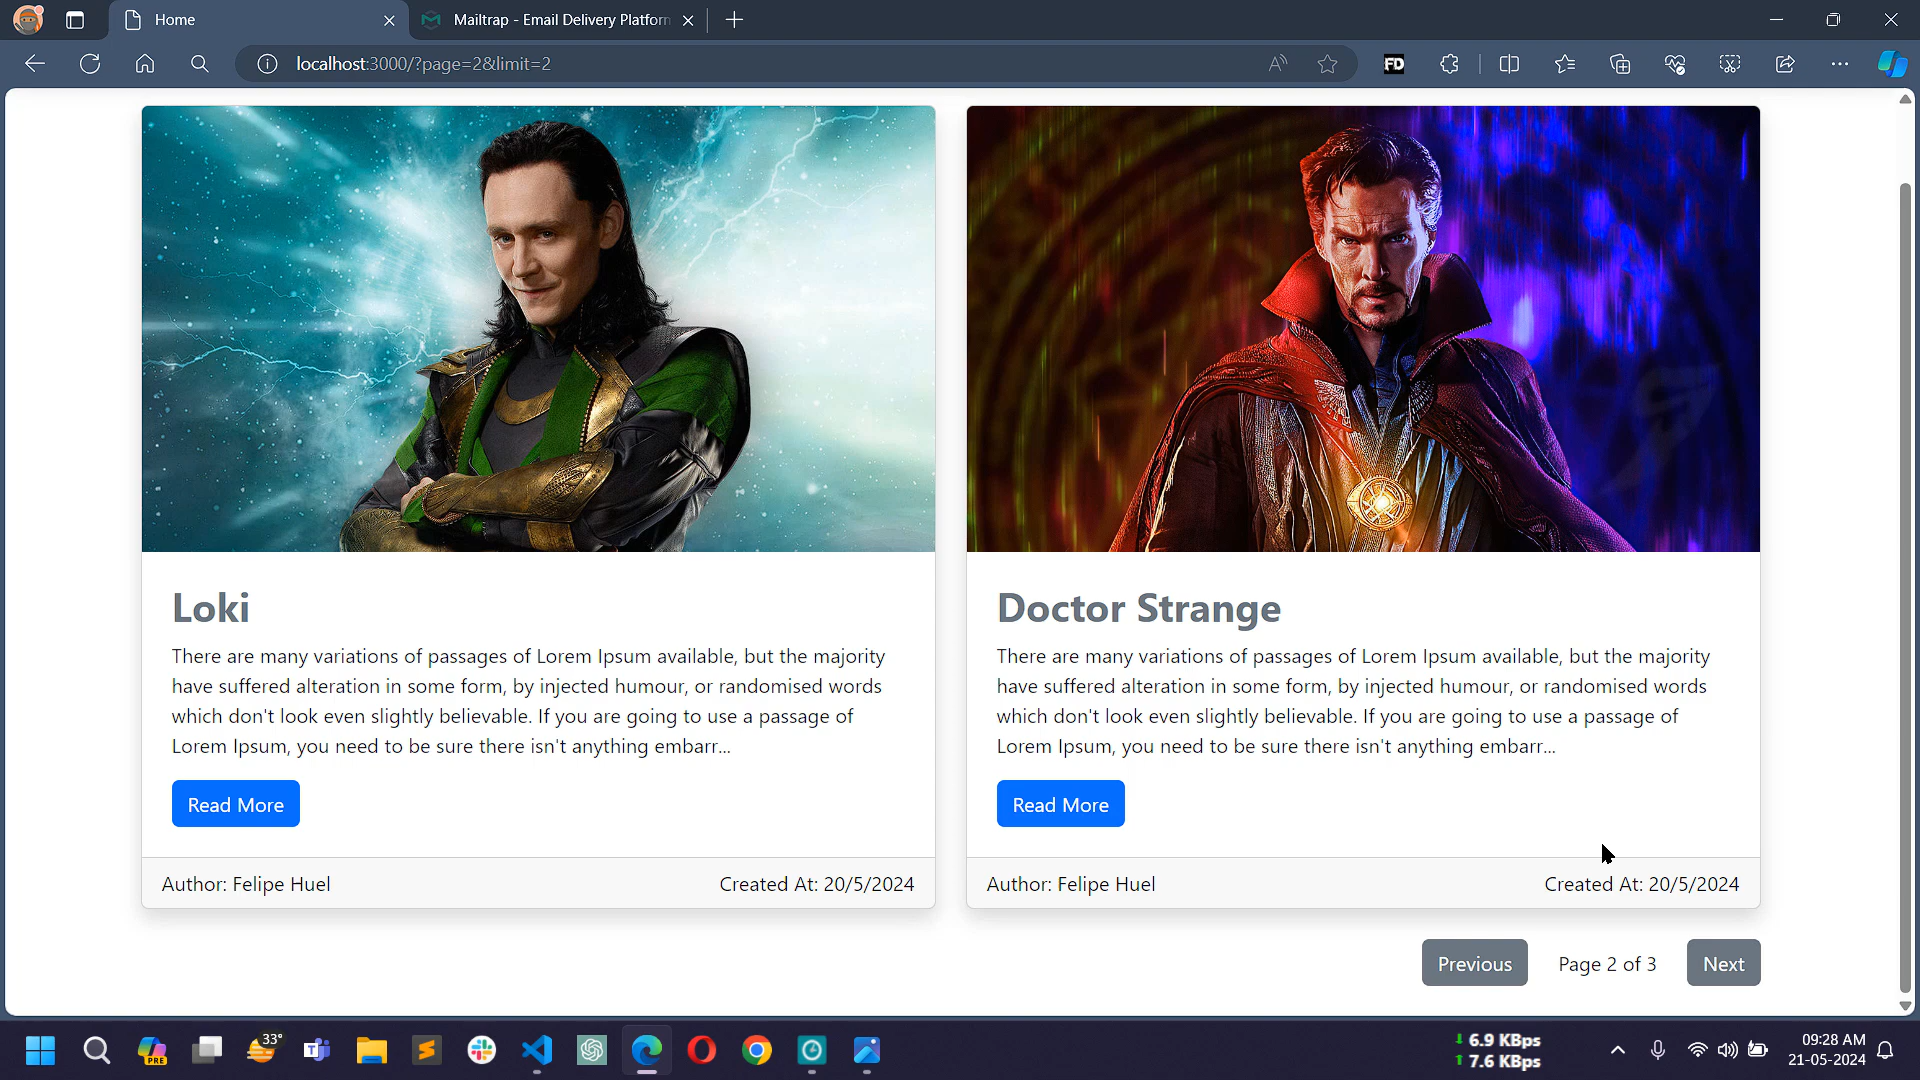 Home
Mailtrap - Email Delivery Platforn
localhost:3000/?page=2&limit=2
FD
Loki
There are many variations of passages of Lorem Ipsum available, but the majority
have suffered alteration in some form, by injected humour, or randomised words
which don't look even slightly believable. If you are going to use a passage of
Lorem Ipsum, you need to be sure there isn't anything embarr...
Read More
Author: Felipe Huel
Created At: 20/5/2024
Doctor Strange
There are many variations of passages of Lorem Ipsum available, but the majority
have suffered alteration in some form, by injected humour, or randomised words
which don't look even slightly believable. If you are going to use a passage of
Lorem Ipsum, you need to be sure there isn't anything embarr...
Read More
Author: Felipe Huel
Created At: 20/5/2024
Previous
Page 2 of 3
Next
PRE
33°
6.9 KBps
7.6 KBps
09:28 AM
21-05-2024